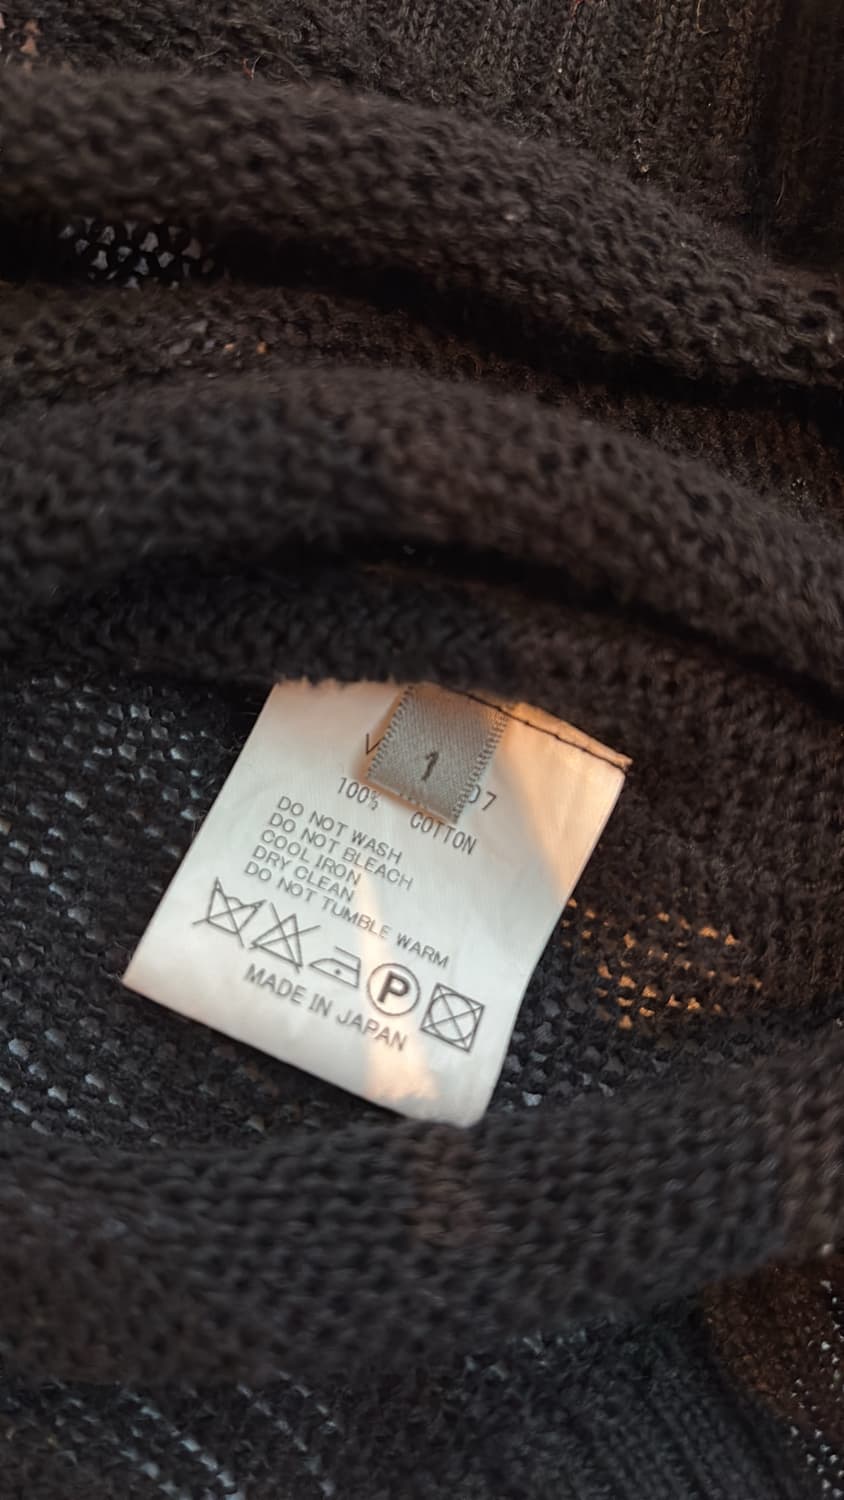 1
07
100% COTTON
DO NOT WASH
DO NOT BLEACH
COOL IRON
DRY CLEAN
DO NOT TUMBLE WARM
P
MADE IN JAPAN